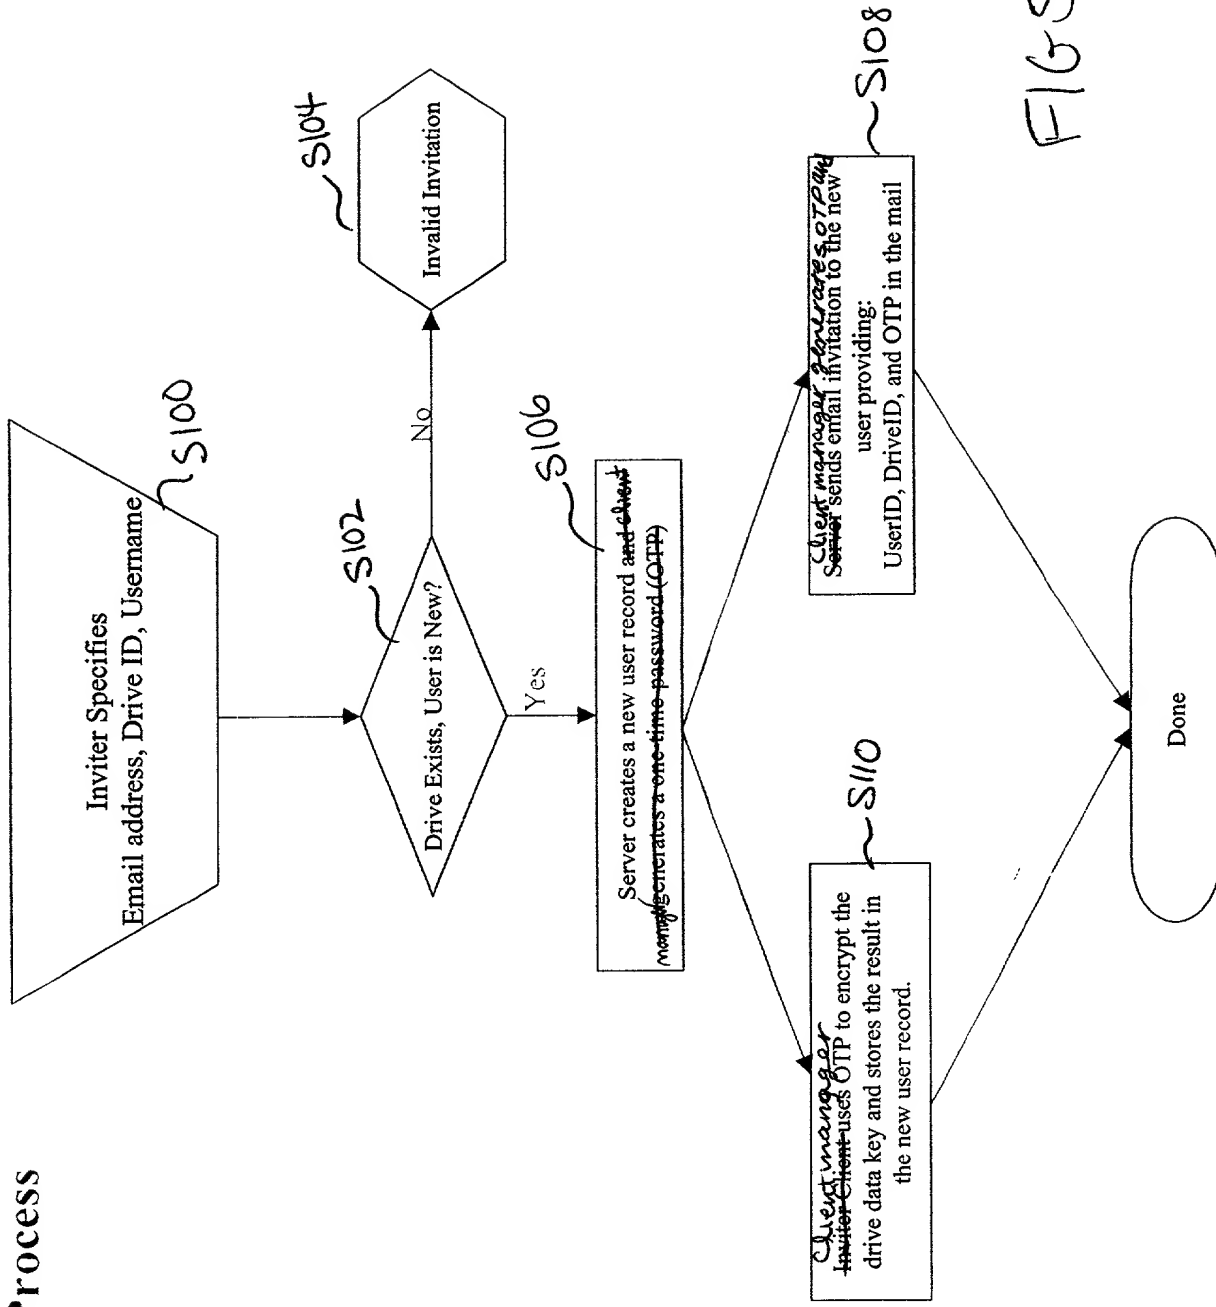 Process
Inviter Specifies
Email address, Drive ID, Username
S100
Drive Exists, User is New?
S102
No
Invalid Invitation
S104
Yes
S106
Server creates a new user record and client
manager generates a one-time password (OTP)
Client manager generates OTP and
Server sends email invitation to the new
user providing:
UserID, DriveID, and OTP in the mail
S108
Client manager
Inviter Client uses OTP to encrypt the
drive data key and stores the result in
the new user record.
S110
Done
FIG